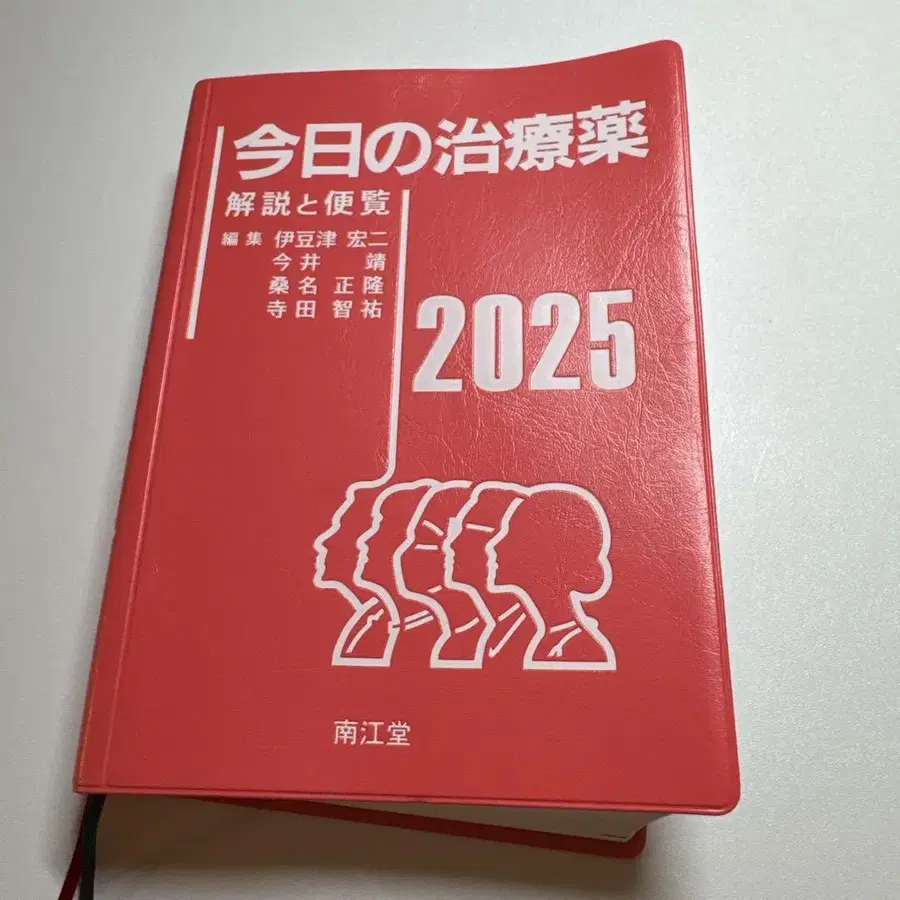 今日の治療薬
解説と便覧
編集 伊豆津 宏二
今井 靖
桑名 正隆
寺田 智祐
2025
南江堂